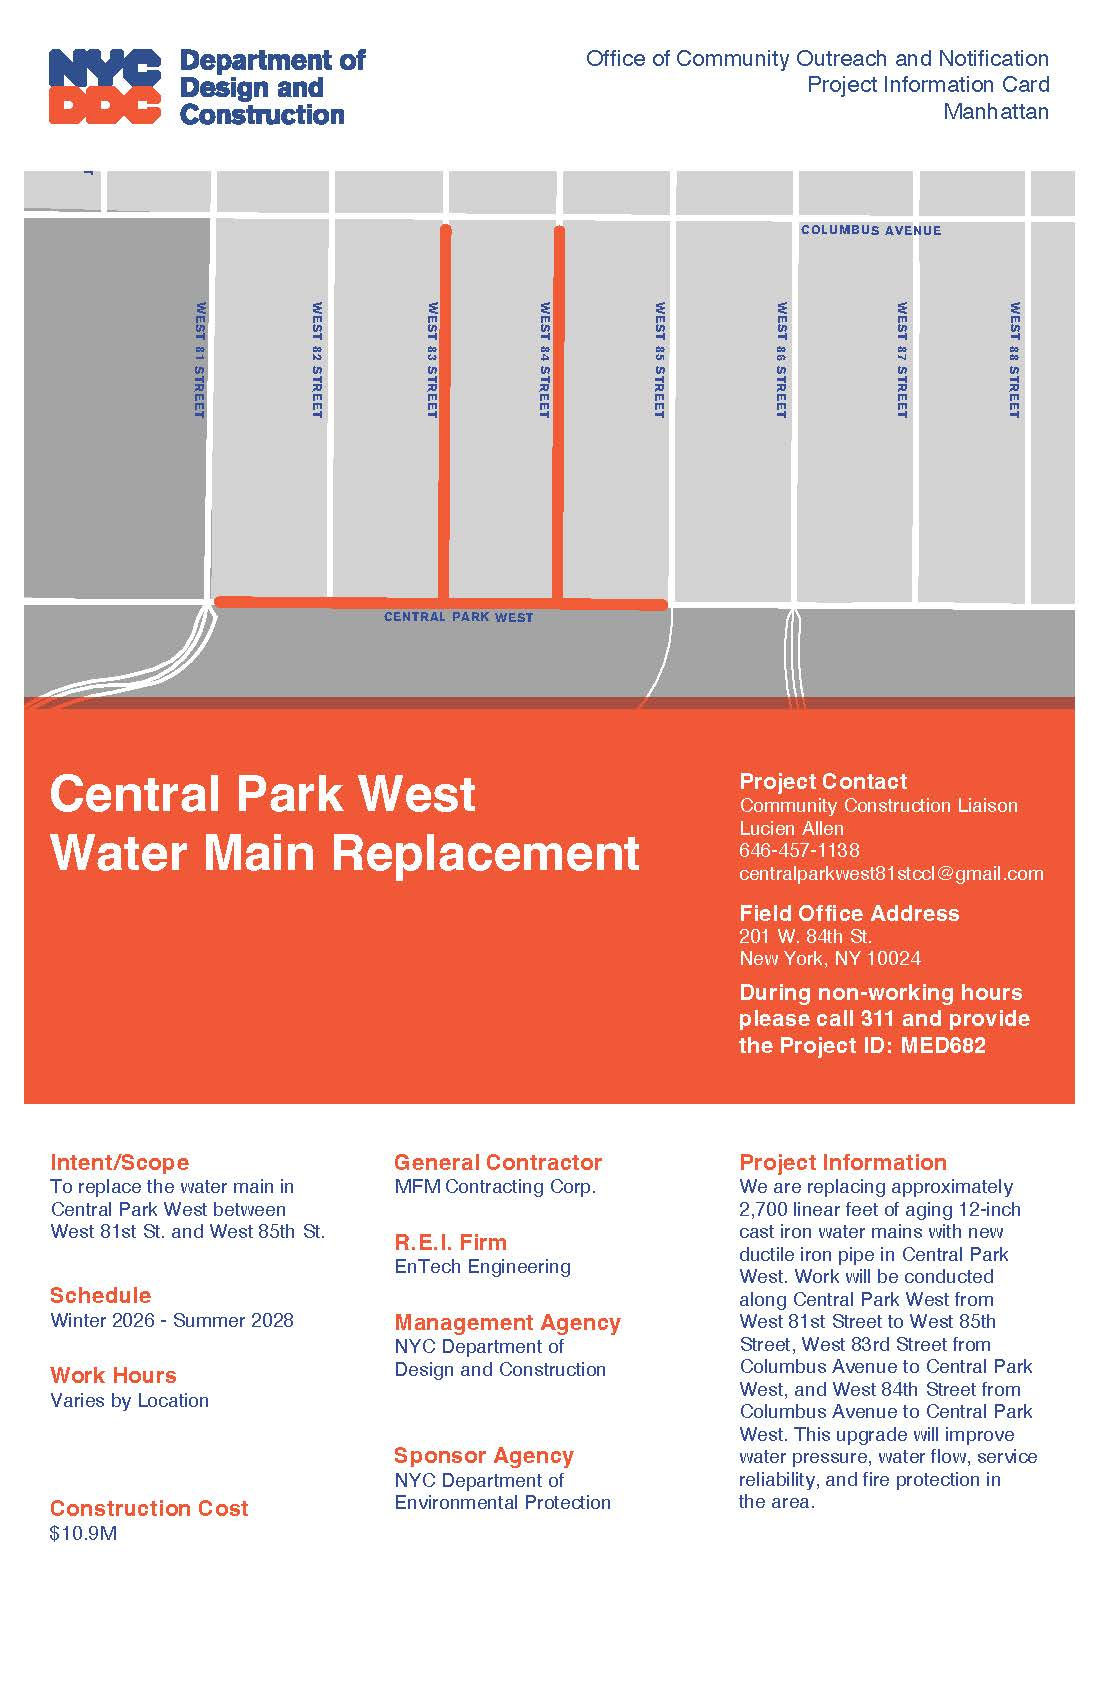 NYC
DDC
Department of
Design and
Construction
Office of Community Outreach and Notification
Project Information Card
Manhattan
COLUMBUS AVENUE
WEST 81 STREET
WEST 82 STREET
WEST 83 STREET
WEST 84 STREET
WEST 85 STREET
WEST 86 STREET
WEST 87 STREET
WEST 88 STREET
CENTRAL PARK WEST
Central Park West
Water Main Replacement
Project Contact
Community Construction Liaison
Lucien Allen
646-457-1138
centralparkwest81stccl@gmail.com
Field Office Address
201 W. 84th St.
New York, NY 10024
During non-working hours
please call 311 and provide
the Project ID: MED682
Intent/Scope
To replace the water main in
Central Park West between
West 81st St. and West 85th St.
Schedule
Winter 2026 - Summer 2028
Work Hours
Varies by Location
Construction Cost
$10.9M
General Contractor
MFM Contracting Corp.
R.E.I. Firm
EnTech Engineering
Management Agency
NYC Department of
Design and Construction
Sponsor Agency
NYC Department of
Environmental Protection
Project Information
We are replacing approximately
2,700 linear feet of aging 12-inch
cast iron water mains with new
ductile iron pipe in Central Park
West. Work will be conducted
along Central Park West from
West 81st Street to West 85th
Street, West 83rd Street from
Columbus Avenue to Central Park
West, and West 84th Street from
Columbus Avenue to Central Park
West. This upgrade will improve
water pressure, water flow, service
reliability, and fire protection in
the area.